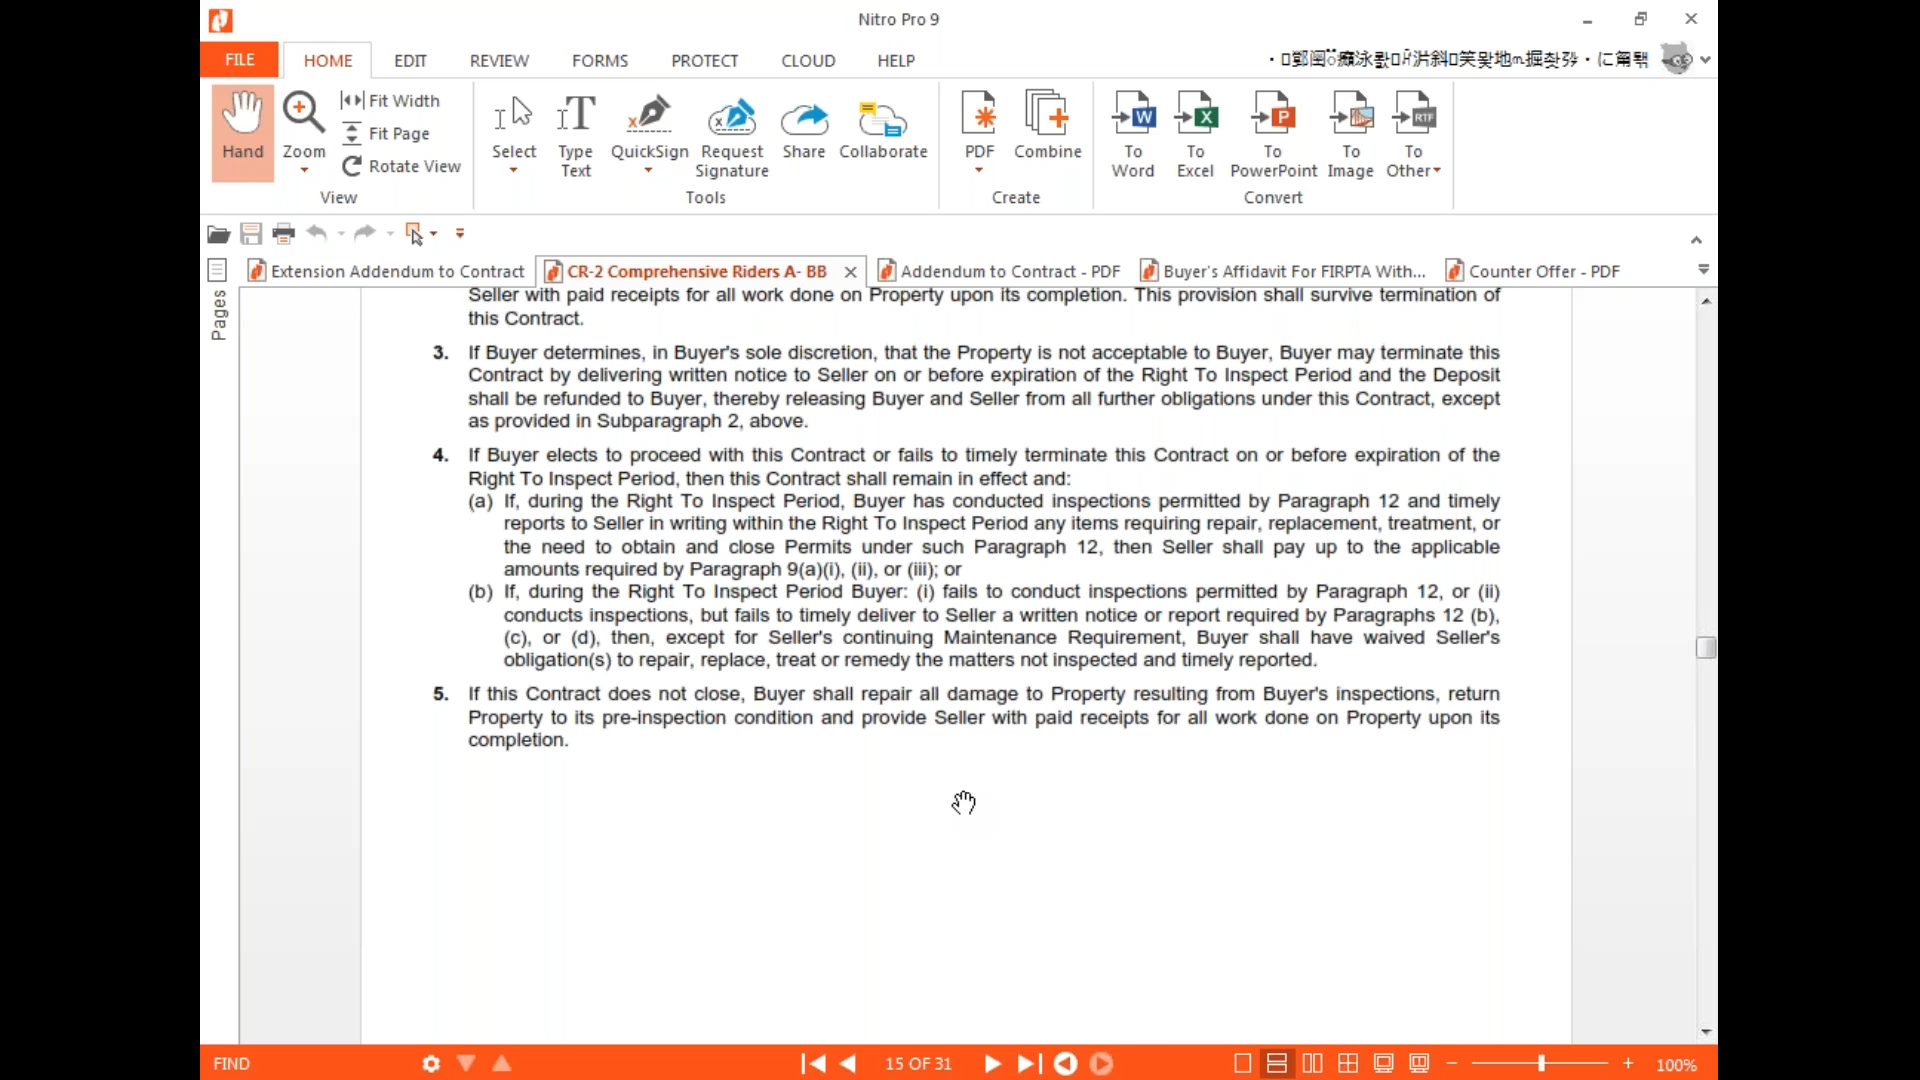 Nitro Pro 9
FILE HOME EDIT REVIEW FORMS PROTECT CLOUD HELP
Hand
Zoom
Fit Width
Fit Page
Rotate View
View
Select
Type Text
QuickSign
Request Signature
Share
Collaborate
Tools
PDF
Combine
Create
To Word
To Excel
To PowerPoint
To Image
To Other
Convert
Extension Addendum to Contract
CR-2 Comprehensive Riders A- BB
Addendum to Contract - PDF
Buyer's Affidavit For FIRPTA With...
Counter Offer - PDF
Pages
Seller with paid receipts for all work done on Property upon its completion. This provision shall survive termination of
this Contract.
3. If Buyer determines, in Buyer's sole discretion, that the Property is not acceptable to Buyer, Buyer may terminate this
Contract by delivering written notice to Seller on or before expiration of the Right To Inspect Period and the Deposit
shall be refunded to Buyer, thereby releasing Buyer and Seller from all further obligations under this Contract, except
as provided in Subparagraph 2, above.
4. If Buyer elects to proceed with this Contract or fails to timely terminate this Contract on or before expiration of the
Right To Inspect Period, then this Contract shall remain in effect and:
(a) If, during the Right To Inspect Period, Buyer has conducted inspections permitted by Paragraph 12 and timely
reports to Seller in writing within the Right To Inspect Period any items requiring repair, replacement, treatment, or
the need to obtain and close Permits under such Paragraph 12, then Seller shall pay up to the applicable
amounts required by Paragraph 9(a)(i), (ii), or (iii); or
(b) If, during the Right To Inspect Period Buyer: (i) fails to conduct inspections permitted by Paragraph 12, or (ii)
conducts inspections, but fails to timely deliver to Seller a written notice or report required by Paragraphs 12 (b),
(c), or (d), then, except for Seller's continuing Maintenance Requirement, Buyer shall have waived Seller's
obligation(s) to repair, replace, treat or remedy the matters not inspected and timely reported.
5. If this Contract does not close, Buyer shall repair all damage to Property resulting from Buyer's inspections, return
Property to its pre-inspection condition and provide Seller with paid receipts for all work done on Property upon its
completion.
FIND
15 OF 31
100%